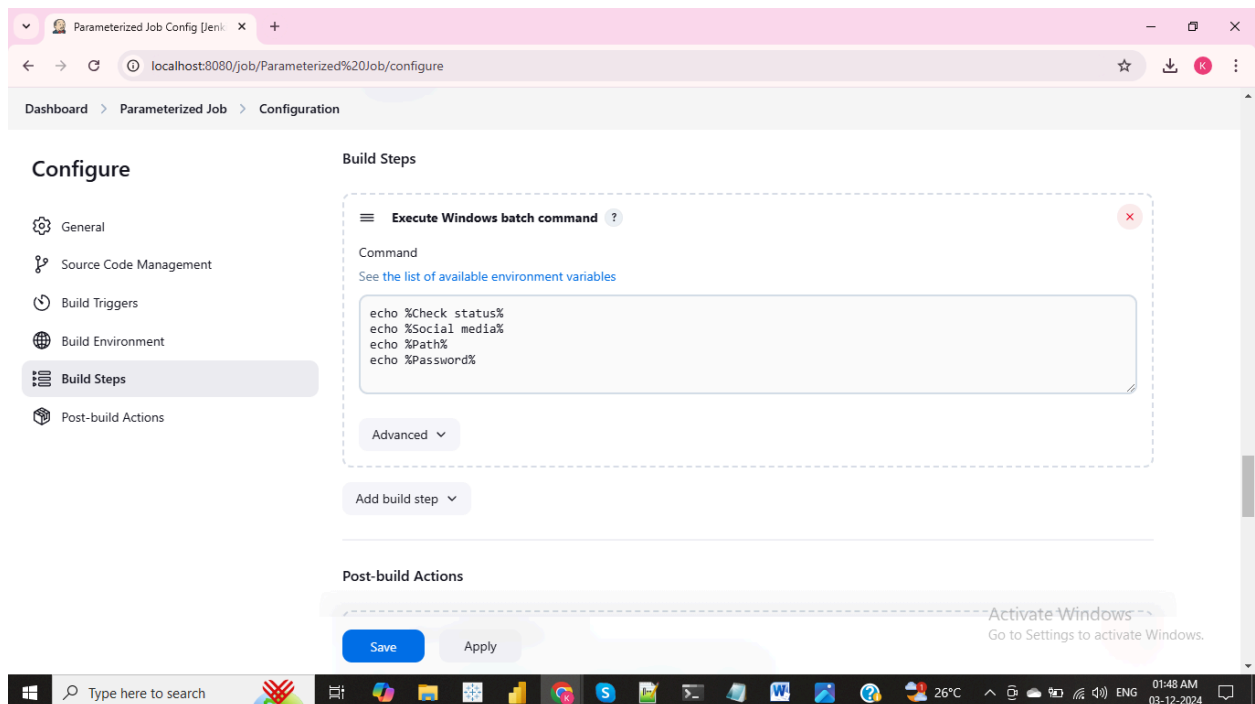 Parameterized Job Config [Jenk
localhost:8080/job/Parameterized%20Job/configure
K
Dashboard > Parameterized Job > Configuration
Configure
General
Source Code Management
Build Triggers
Build Environment
Build Steps
Post-build Actions
Build Steps
Execute Windows batch command ?
Command
See the list of available environment variables
echo %Check status%
echo %Social media%
echo %Path%
echo %Password%
Advanced
Add build step
Post-build Actions
Save Apply
Activate Windows
Go to Settings to activate Windows.
Type here to search
26°C
ENG
01:48 AM
03-12-2024